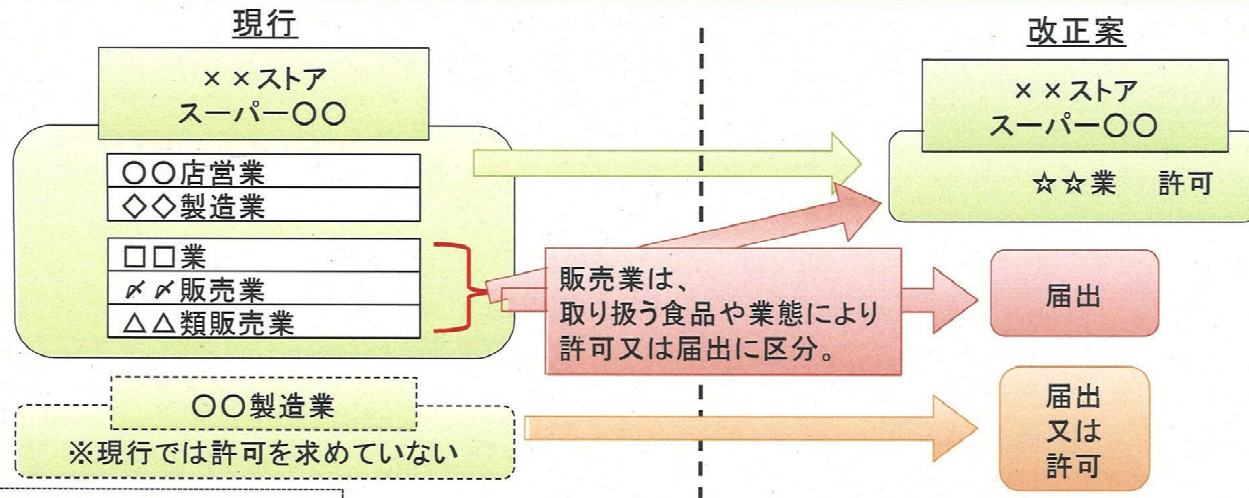 現行
××ストア
スーパー〇〇
〇〇店営業
◇◇製造業
□□業
〆〆販売業
△△類販売業
〇〇製造業
※現行では許可を求めていない
販売業は、
取り扱う食品や業態により
許可又は届出に区分。
改正案
××ストア
スーパー〇〇
☆☆業 許可
届出
届出
又は
許可